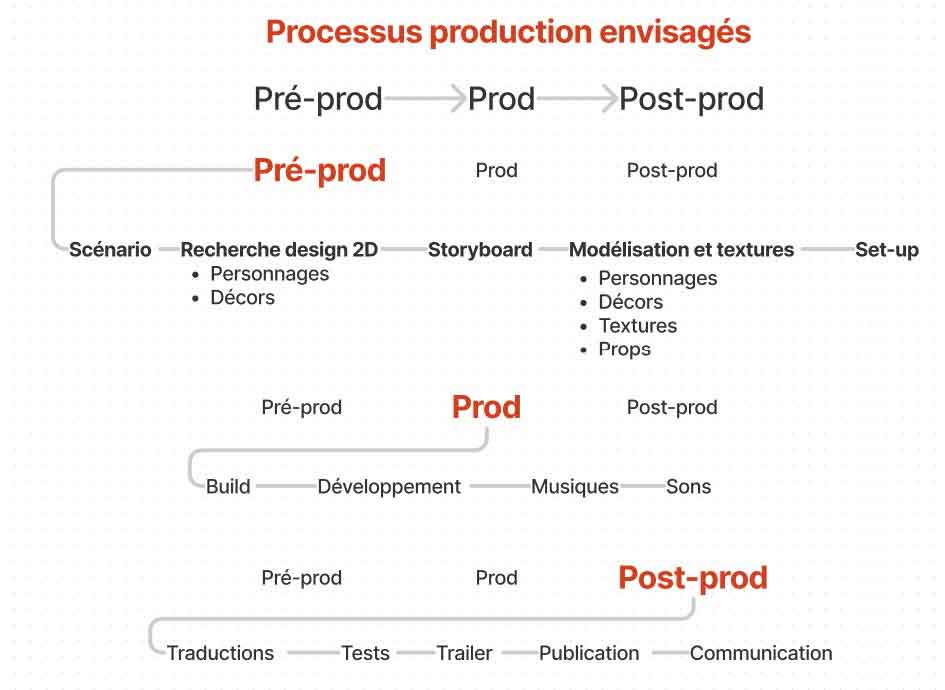 Processus production envisagés
Pré-prod Prod Post-prod
Pré-prod Prod Post-prod
Scénario Recherche design 2D Storyboard Modélisation et textures Set-up
• Personnages
• Décors
• Personnages
• Décors
• Textures
• Props
Pré-prod Prod Post-prod
Build Développement Musiques Sons
Pré-prod Prod Post-prod
Traductions Tests Trailer Publication Communication